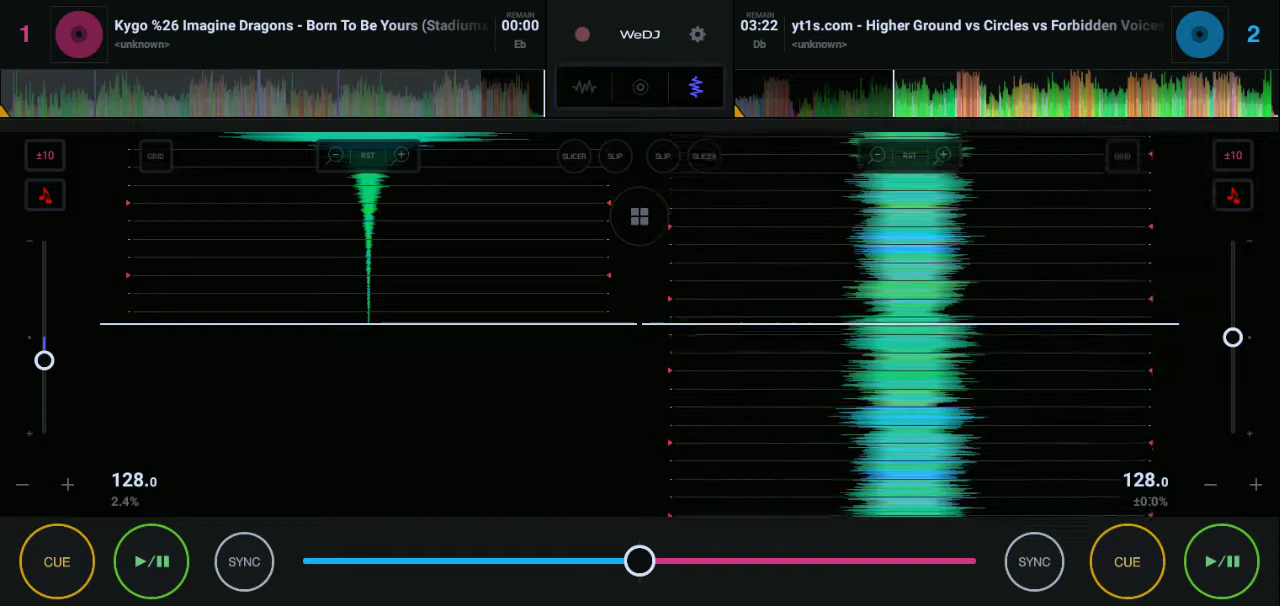 1
Kygo %26 Imagine Dragons - Born To Be Yours (Stadiumx
<unknown>
REMAIN
00:00
Eb
WeDJ
REMAIN
03:22
Db
yt1s.com - Higher Ground vs Circles vs Forbidden Voices
<unknown>
2
±10
GRID
RST
SLICER
SLIP
SLIP
SLICER
RST
GRID
±10
128.0
2.4%
128.0
±0.0%
CUE
SYNC
SYNC
CUE